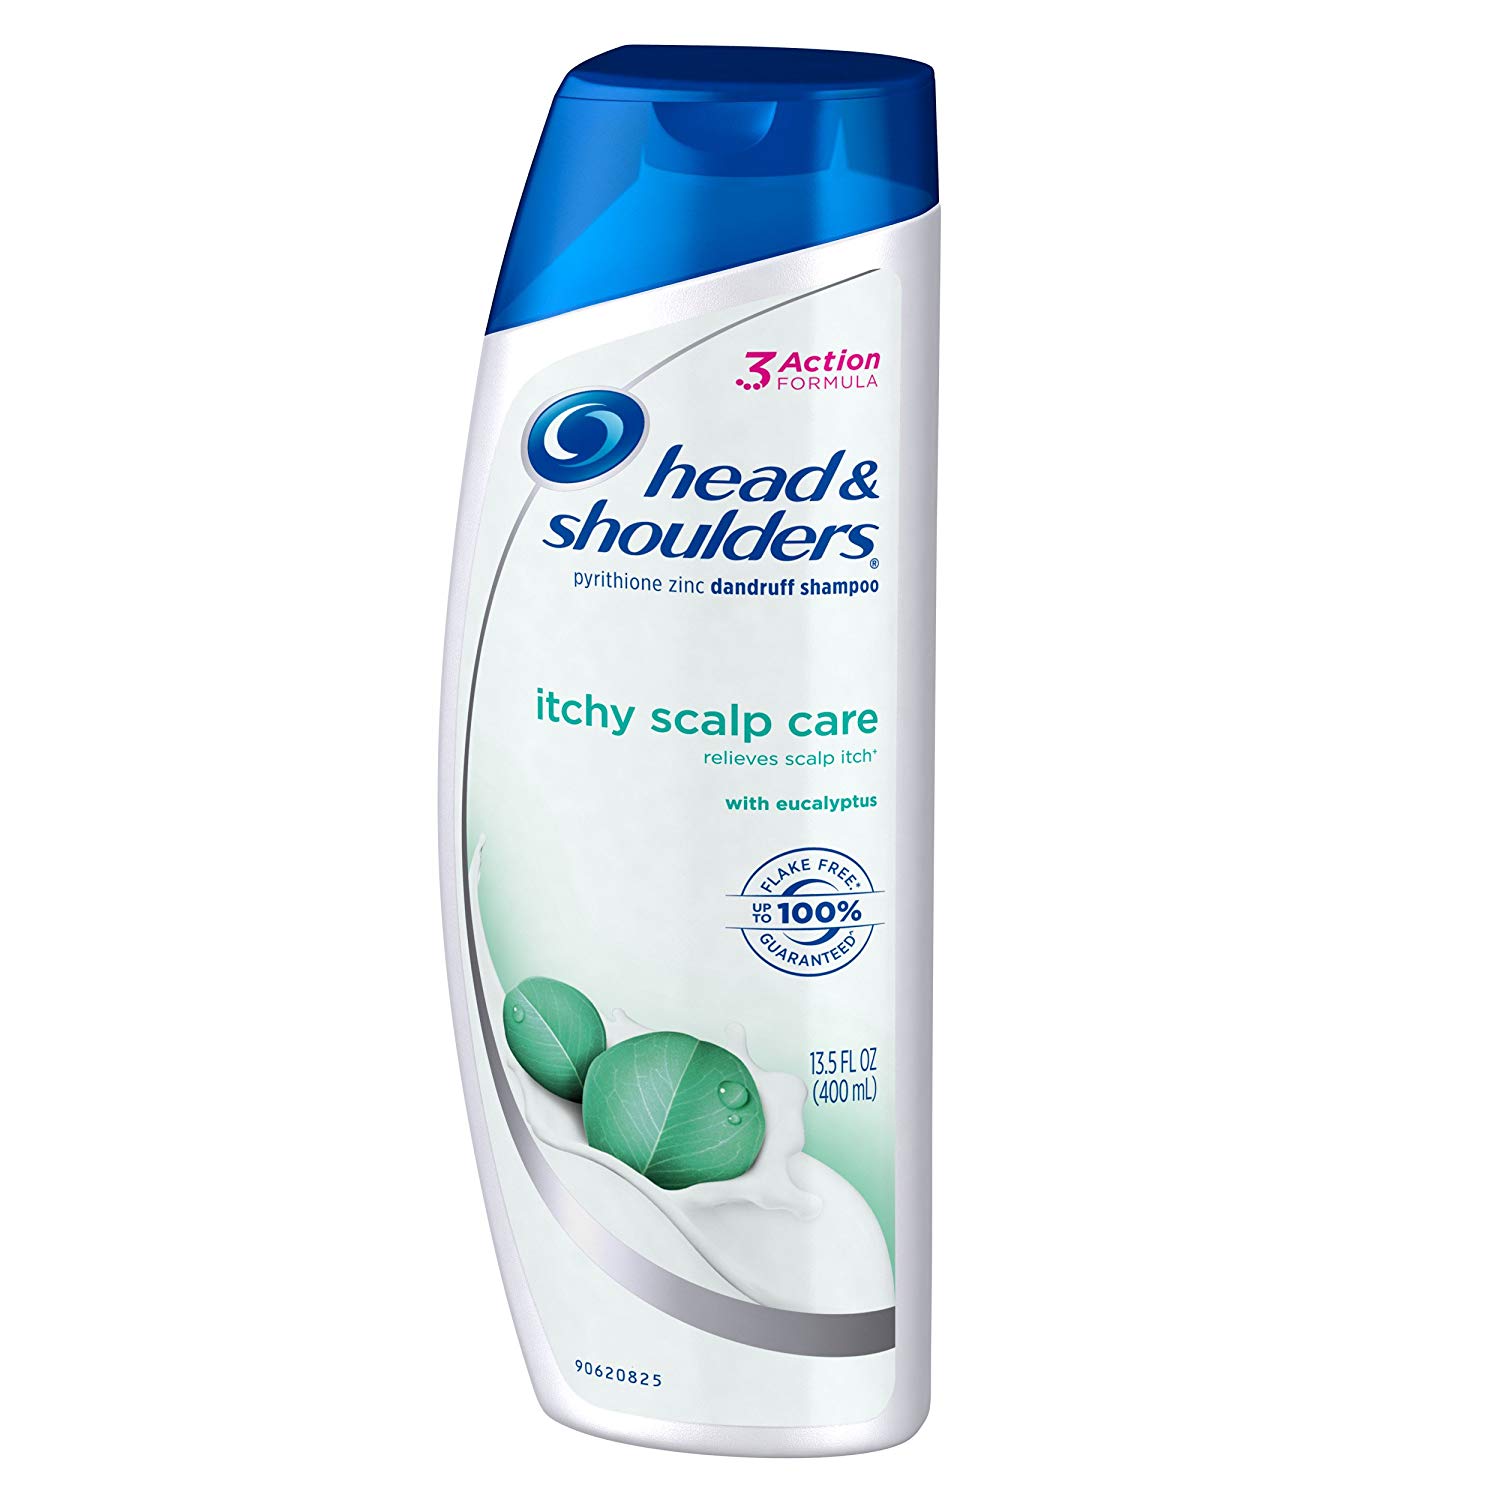 3 Action
FORMULA
head &
shoulders®
pyrithione zinc dandruff shampoo
itchy scalp care
relieves scalp itch⁺
with eucalyptus
FLAKE FREE*
UP TO 100%
GUARANTEED^
13.5 FL OZ
(400 mL)
90620825